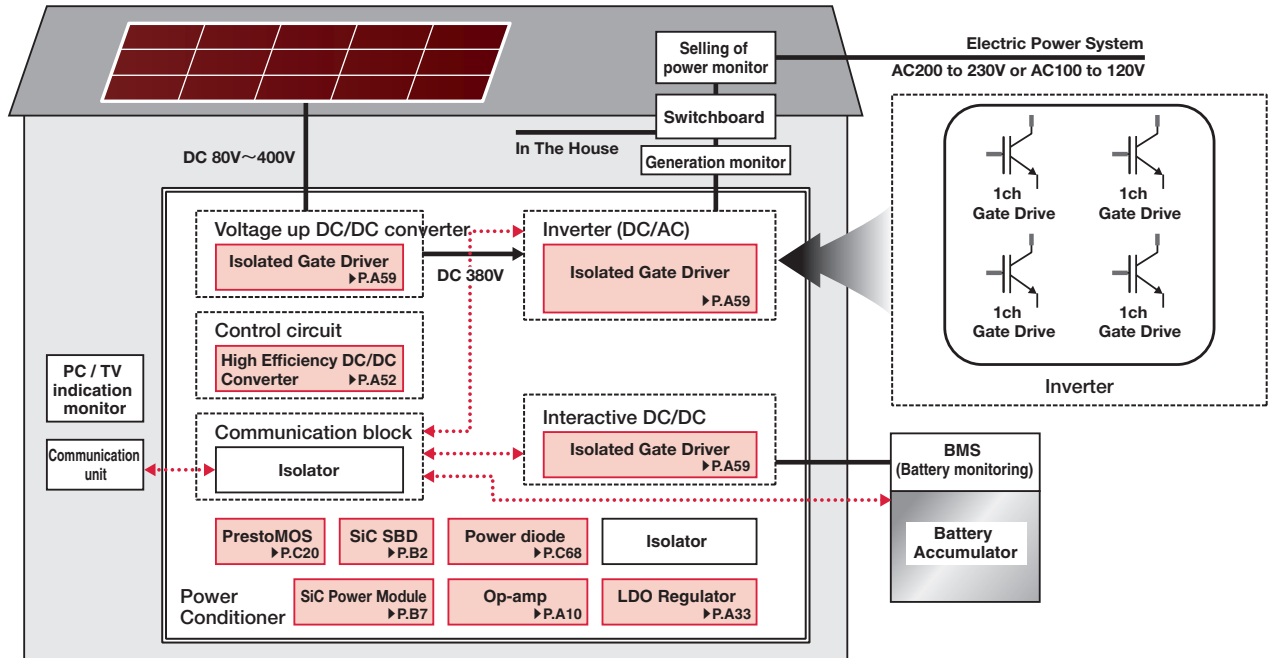 Selling of
power monitor
Electric Power System
AC200 to 230V or AC100 to 120V
Switchboard
In The House
Generation monitor
DC 80V～400V
Voltage up DC/DC converter
Isolated Gate Driver
▶P.A59
DC 380V
Inverter (DC/AC)
Isolated Gate Driver
▶P.A59
1ch
Gate Drive
1ch
Gate Drive
1ch
Gate Drive
1ch
Gate Drive
Inverter
Control circuit
High Efficiency DC/DC
Converter ▶P.A52
PC / TV
indication
monitor
Communication
unit
Communication block
Isolator
Interactive DC/DC
Isolated Gate Driver
▶P.A59
BMS
(Battery monitoring)
Battery
Accumulator
PrestoMOS
▶P.C20
SiC SBD
▶P.B2
Power diode
▶P.C68
Isolator
Power
Conditioner
SiC Power Module
▶P.B7
Op-amp
▶P.A10
LDO Regulator
▶P.A33